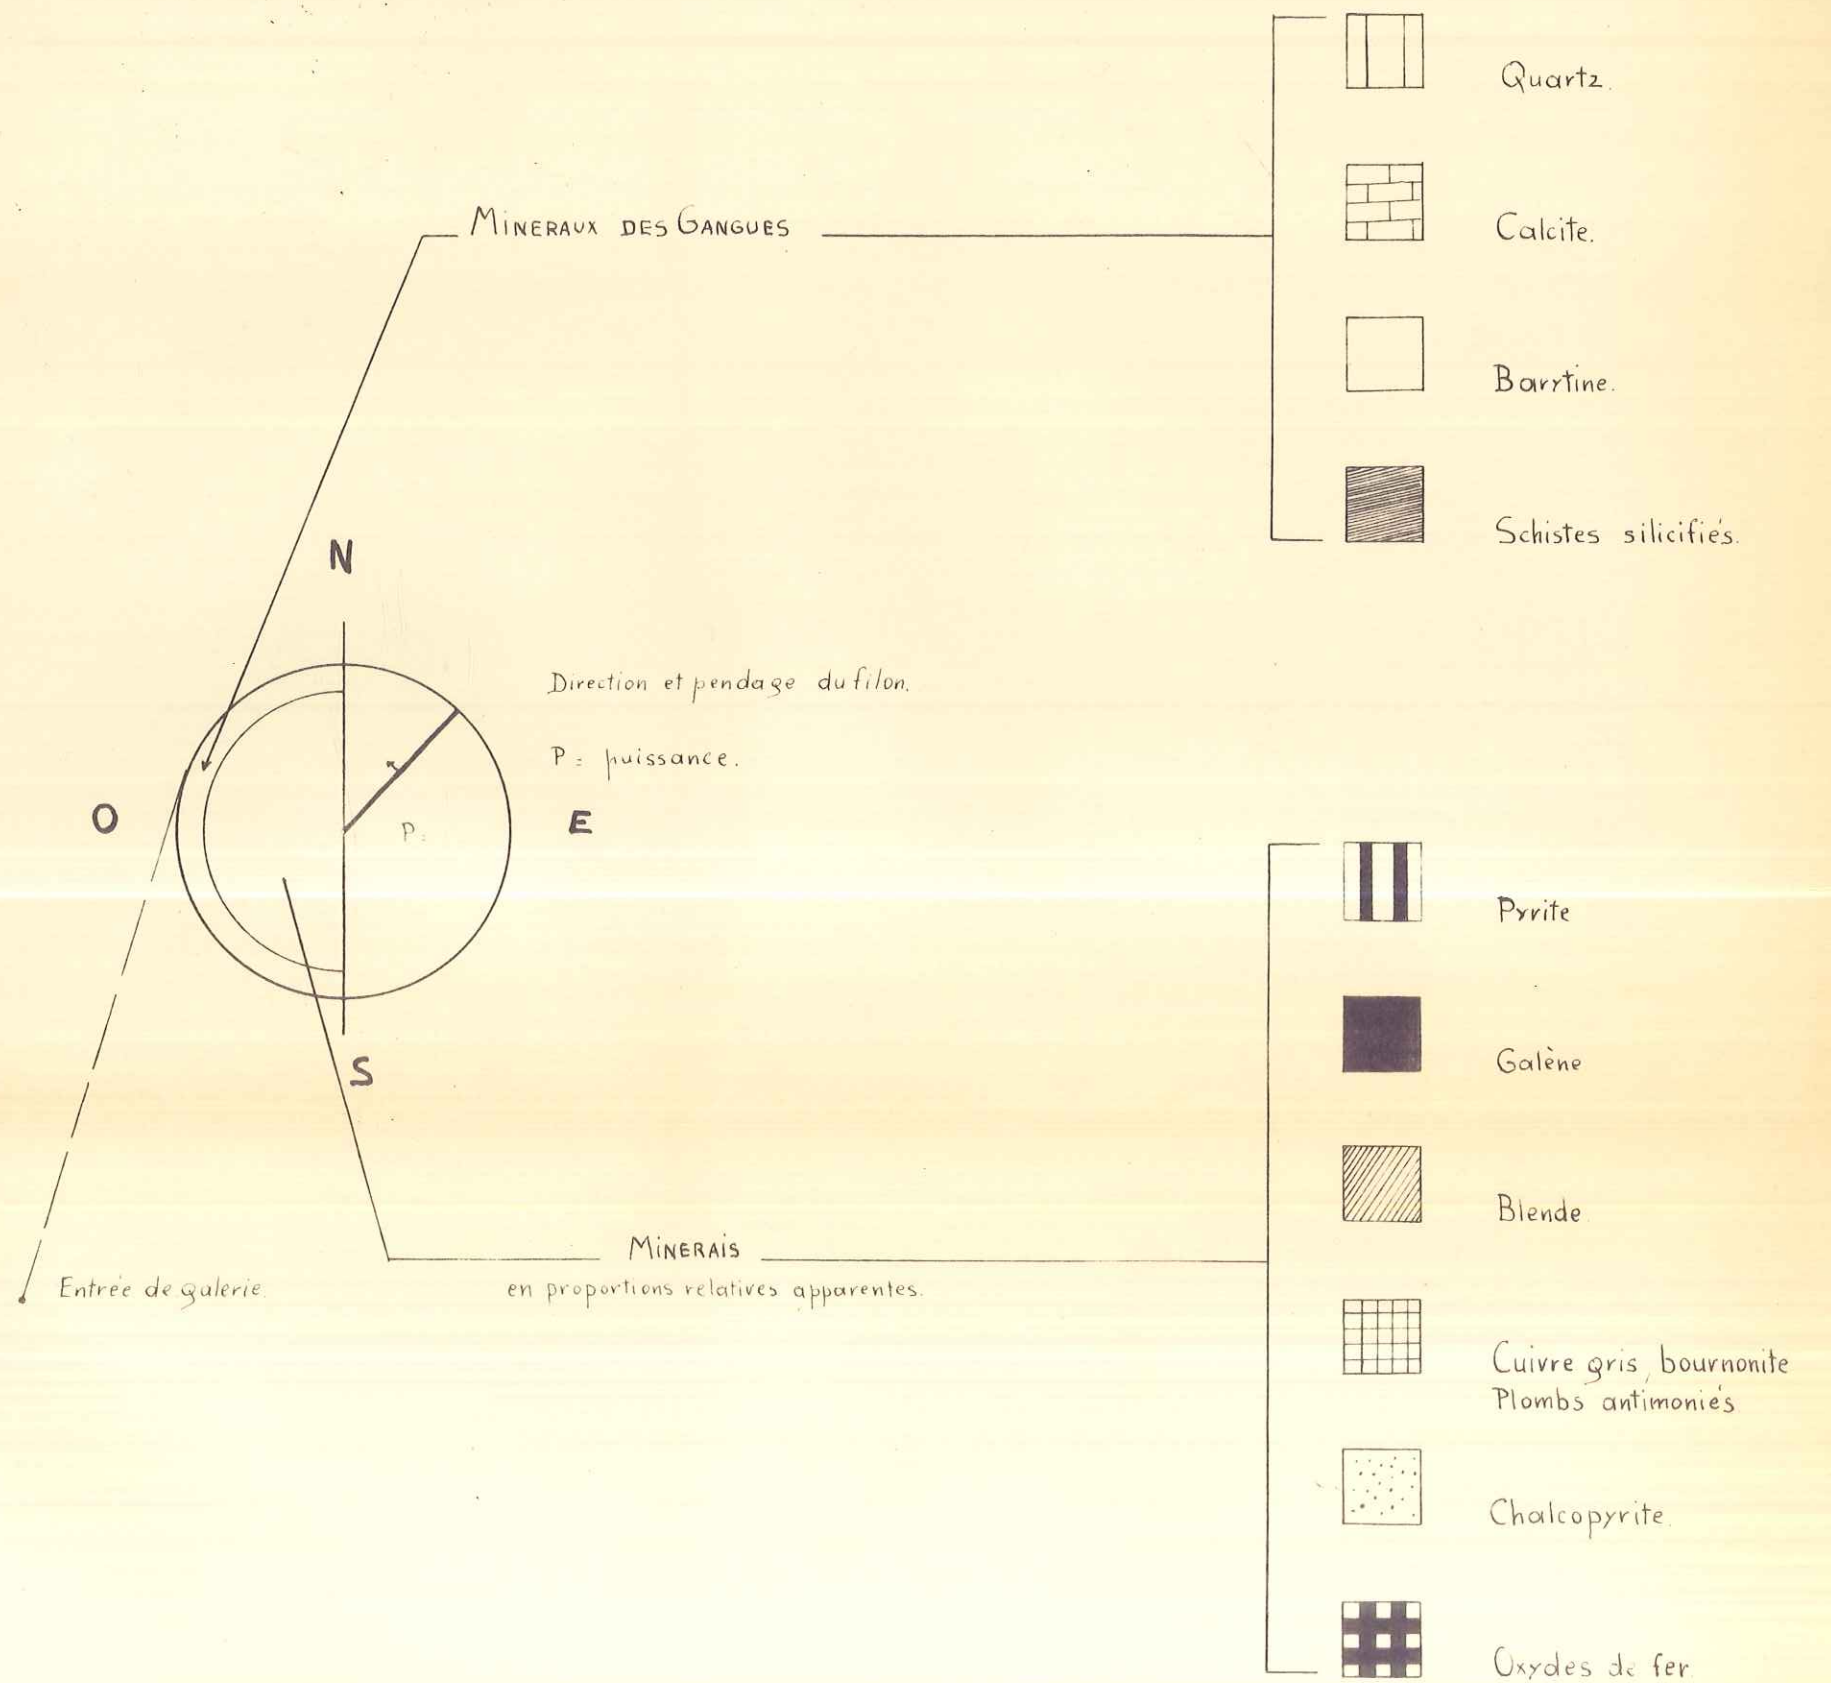 Quartz.
MINERAUX DES GANGUES
Calcite.
Barytine.
Schistes silicifiés.
N
Direction et pendage du filon.
P = puissance.
O
E
P =
S
Pyrite
Galène
Blende
MINERAIS
en proportions relatives apparentes.
Entrée de galerie.
Cuivre gris, bournonite
Plombs antimoniés
Chalcopyrite.
Oxydes de fer.